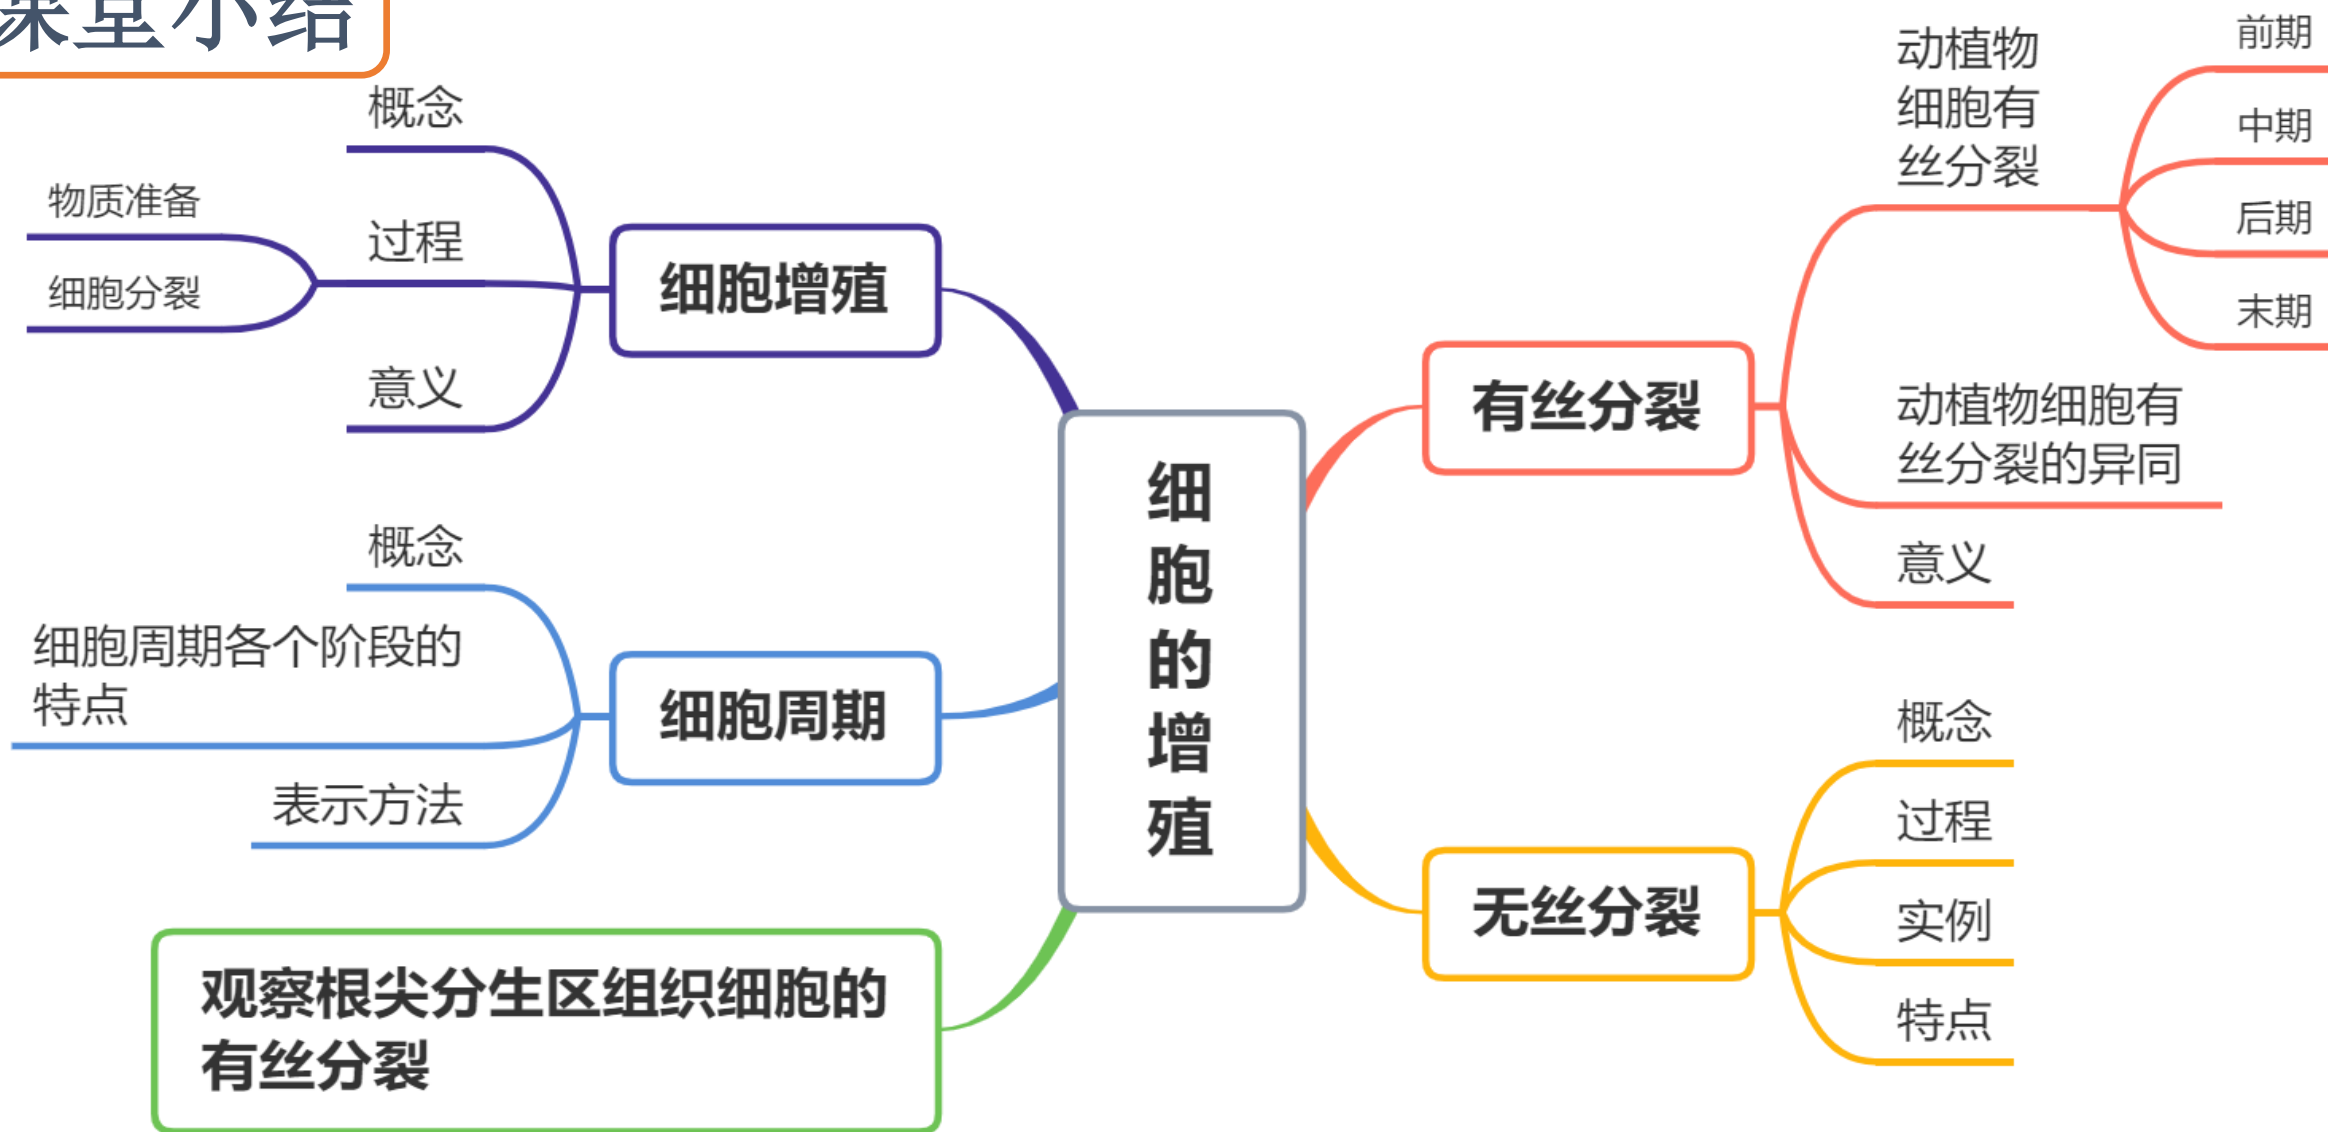 课堂小结
概念
物质准备
过程
细胞分裂
意义
细胞增殖
概念
细胞周期各个阶段的
特点
表示方法
细胞周期
观察根尖分生区组织细胞的
有丝分裂
细
胞
的
增
殖
有丝分裂
动植物
细胞有
丝分裂
前期
中期
后期
末期
动植物细胞有
丝分裂的异同
意义
无丝分裂
概念
过程
实例
特点